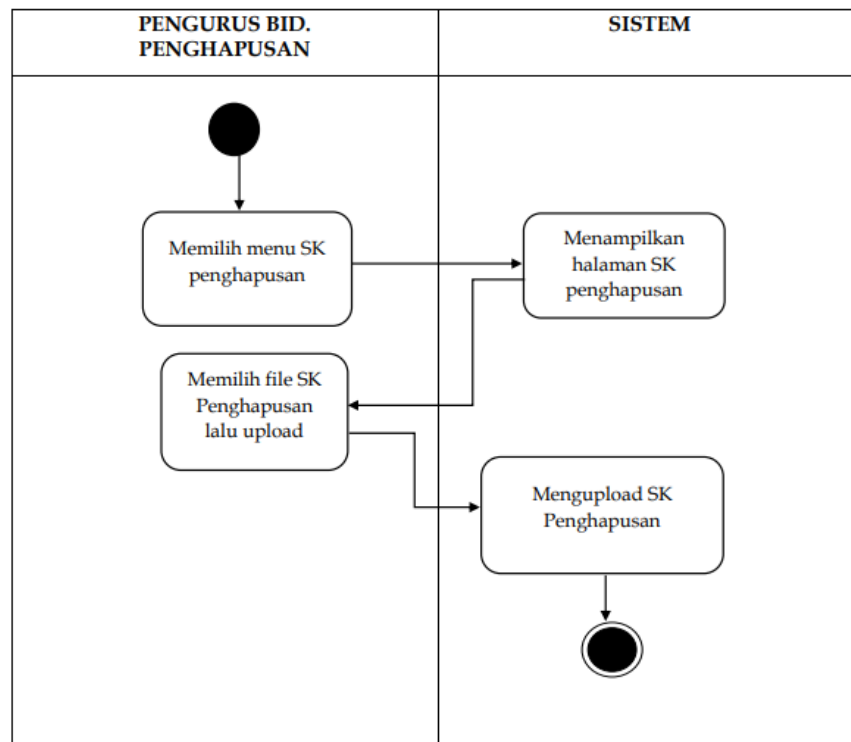 PENGURUS BID.
PENGHAPUSAN
SISTEM
Memilih menu SK
penghapusan
Menampilkan
halaman SK
penghapusan
Memilih file SK
Penghapusan
lalu upload
Mengupload SK
Penghapusan